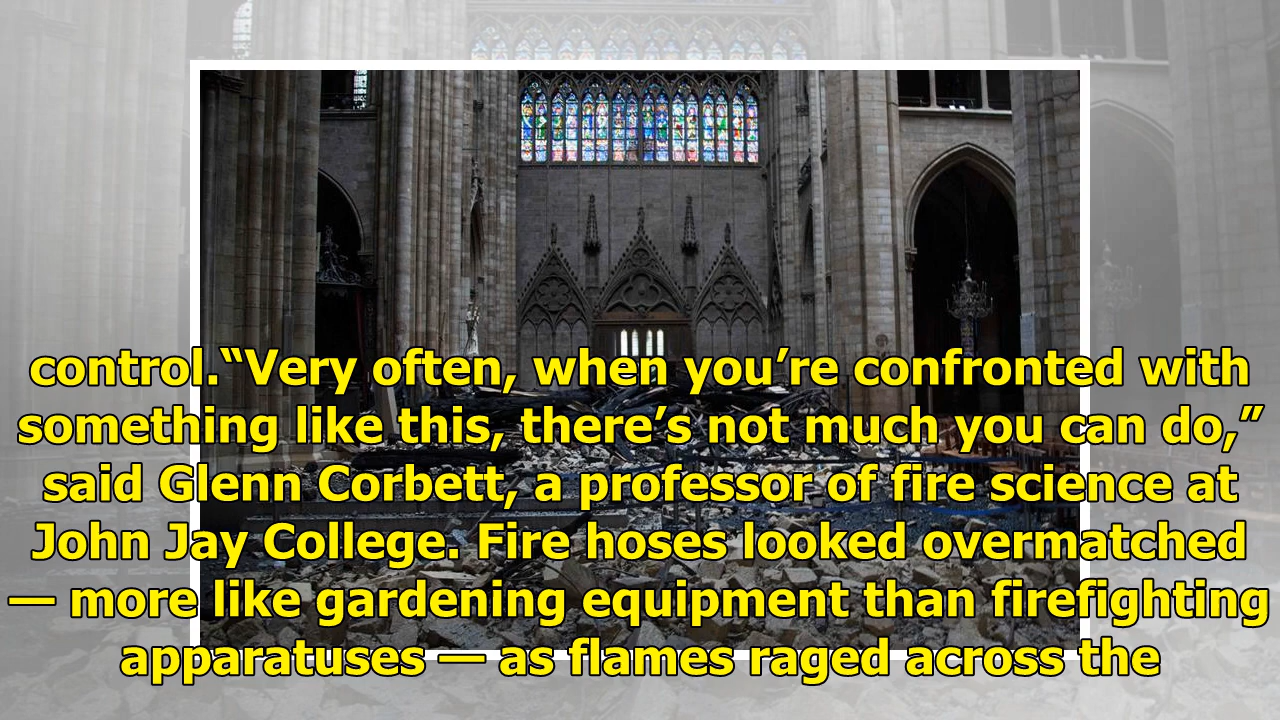 control.“Very often, when you’re confronted with
something like this, there’s not much you can do,”
said Glenn Corbett, a professor of fire science at
John Jay College. Fire hoses looked overmatched
— more like gardening equipment than firefighting
apparatuses — as flames raged across the